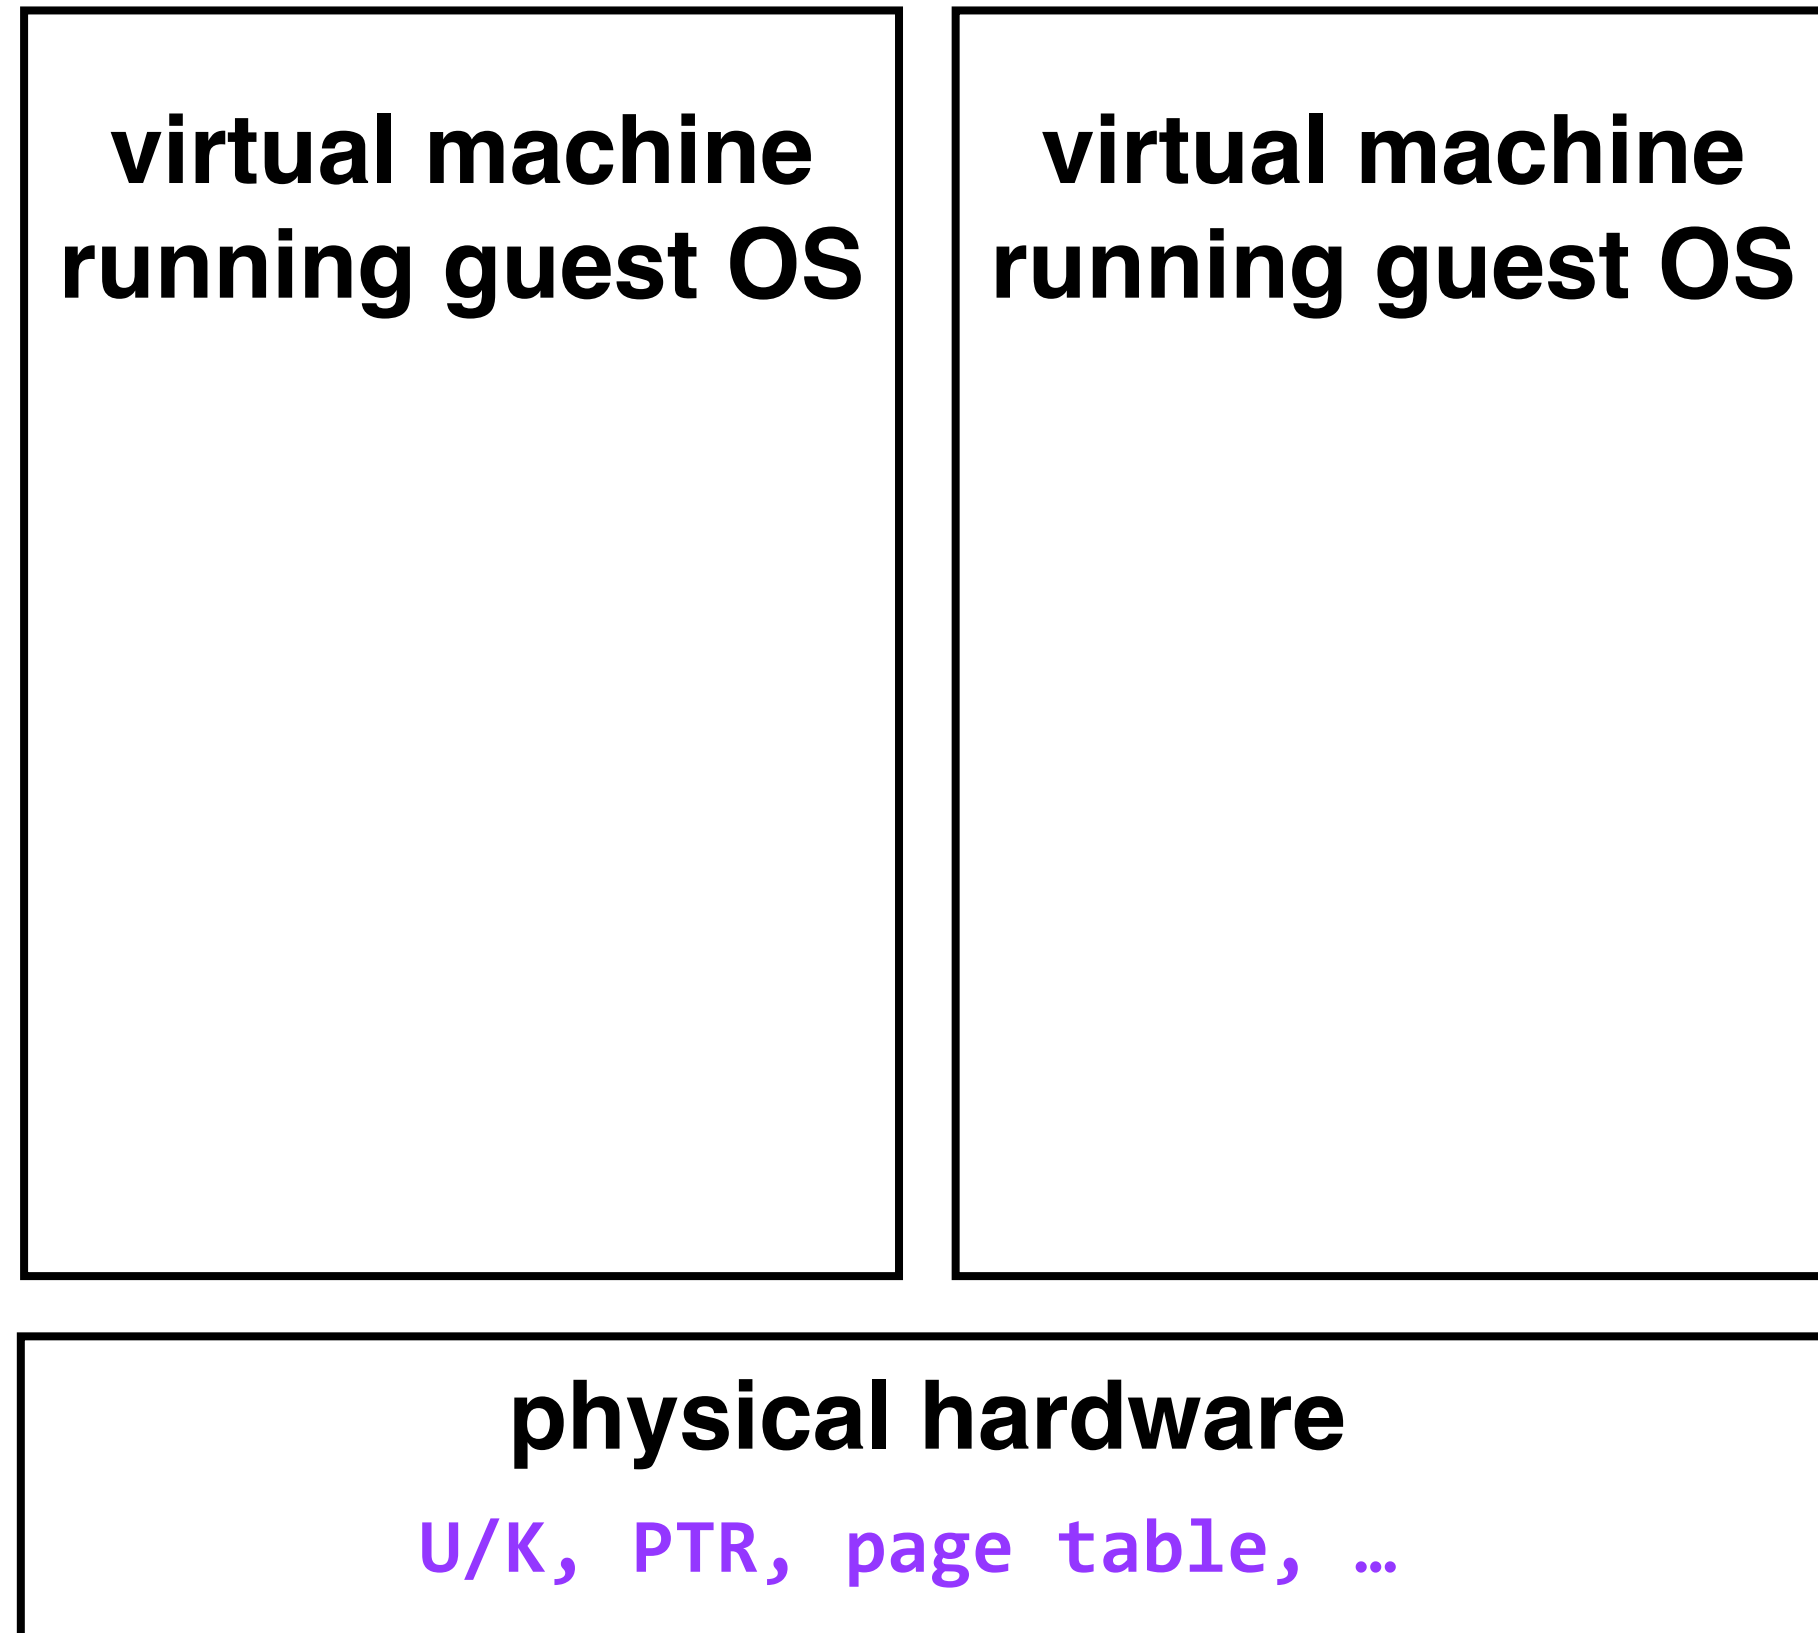 virtual machine
running guest OS
virtual machine
running guest OS
physical hardware
U/K, PTR, page table, …